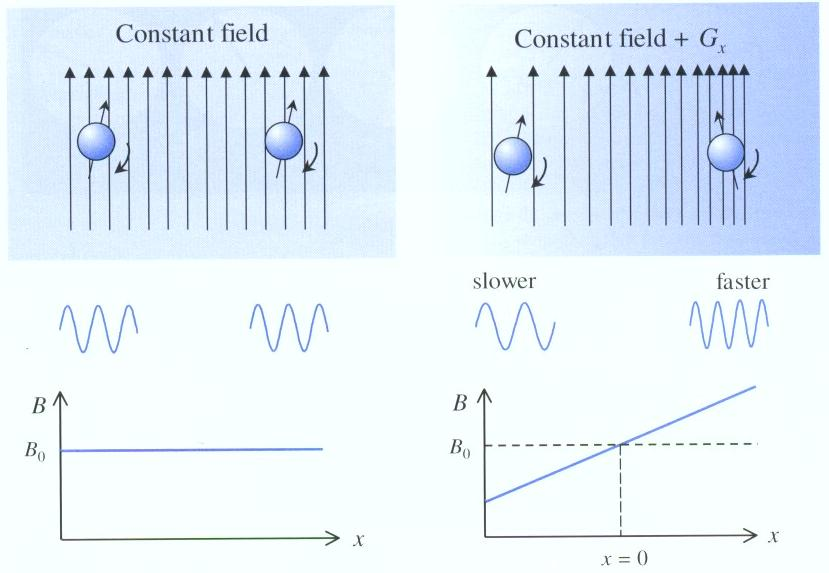 Constant field
Constant field + Gₓ
slower
faster
B
B₀
x
B
B₀
x
x = 0